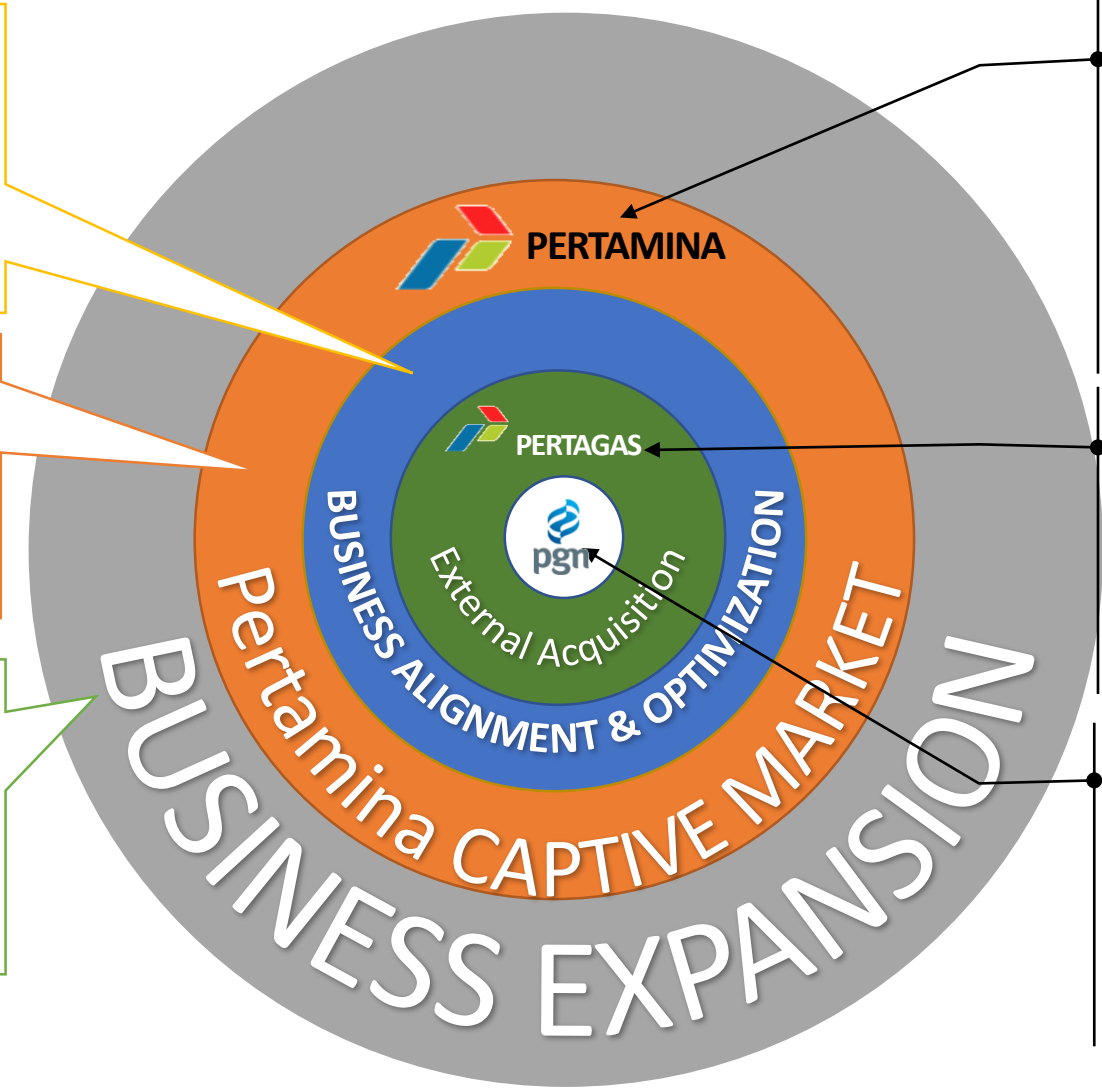 PERTAMINA
PERTAGAS
pgn
External Acquisition
BUSINESS ALIGNMENT & OPTIMIZATION
Pertamina CAPTIVE MARKET
BUSINESS EXPANSION